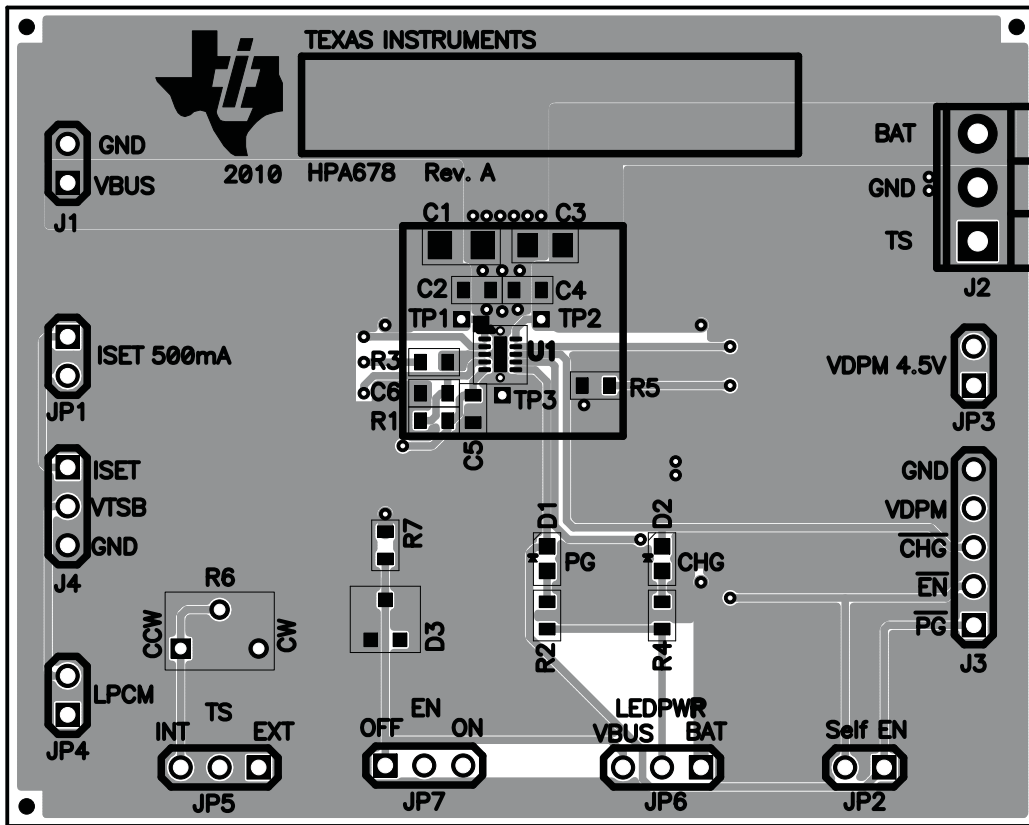 TEXAS INSTRUMENTS
2010 HPA678 Rev. A
GND
VBUS
J1
BAT
GND
TS
J2
C1 C3
C2 C4
TP1 TP2
U1
R3
C6
R1
C5
TP3
R5
ISET 500mA
JP1
VDPM 4.5V
JP3
ISET
VTSB
GND
J4
GND
VDPM
CHG
EN
PG
J3
R7
D1
PG
D2
CHG
R6
CCW
CW
D3
R2
R4
LPCM
JP4
TS
INT EXT
JP5
EN
OFF ON
JP7
LEDPWR
VBUS BAT
JP6
Self EN
JP2